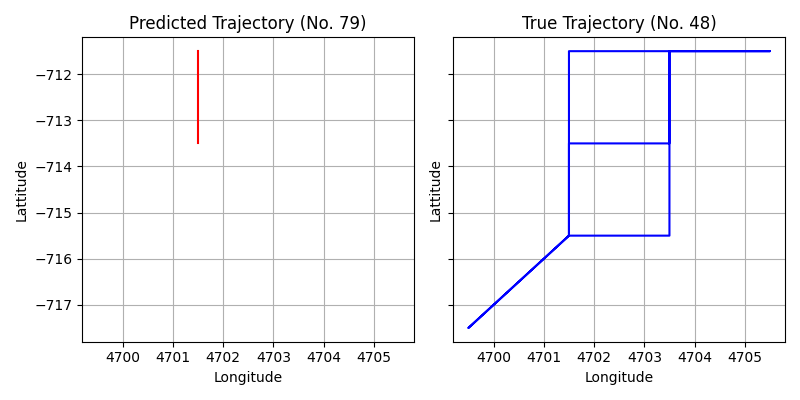 Predicted Trajectory (No. 79)
True Trajectory (No. 48)
−712
−713
−714
−715
−716
−717
Lattitude
Lattitude
4700 4701 4702 4703 4704 4705
4700 4701 4702 4703 4704 4705
Longitude
Longitude